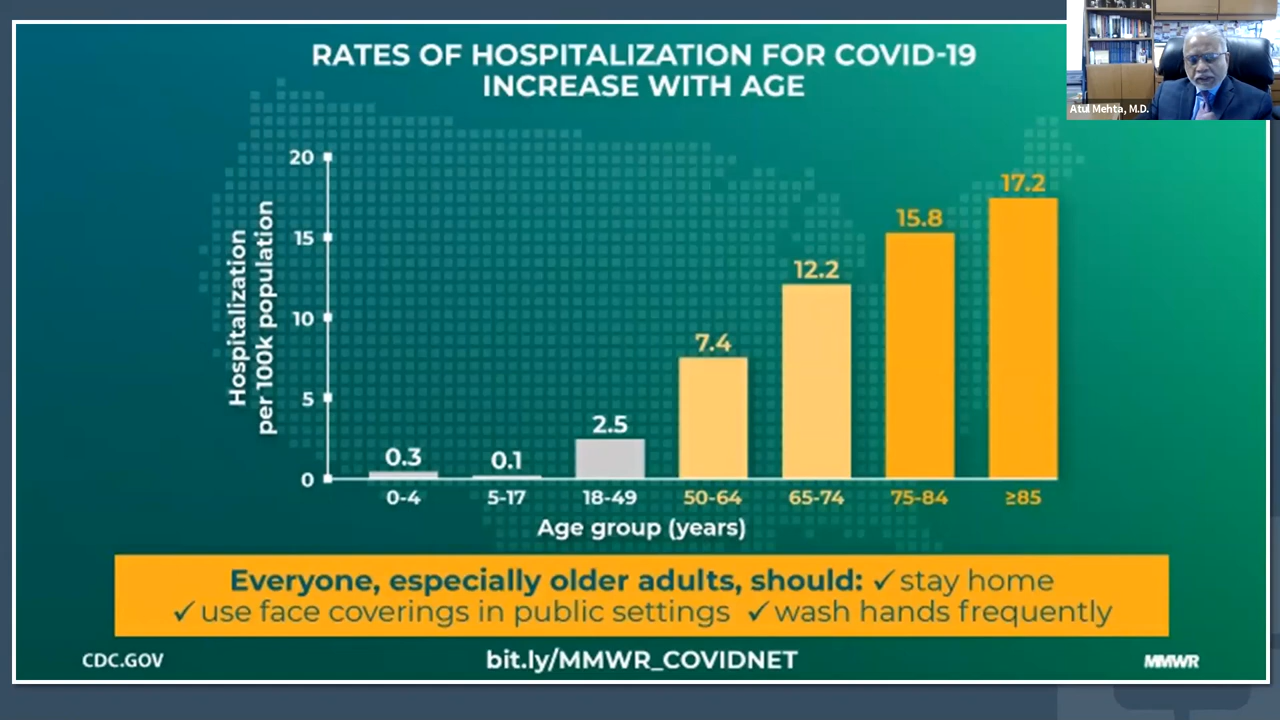 RATES OF HOSPITALIZATION FOR COVID-19
INCREASE WITH AGE
Atul Mehta, M.D.
Hospitalization
per 100k population
20
15
10
5
0
0.3
0.1
2.5
7.4
12.2
15.8
17.2
0-4
5-17
18-49
50-64
65-74
75-84
≥85
Age group (years)
Everyone, especially older adults, should: ✓ stay home
✓ use face coverings in public settings ✓ wash hands frequently
CDC.GOV
bit.ly/MMWR_COVIDNET
MMWR